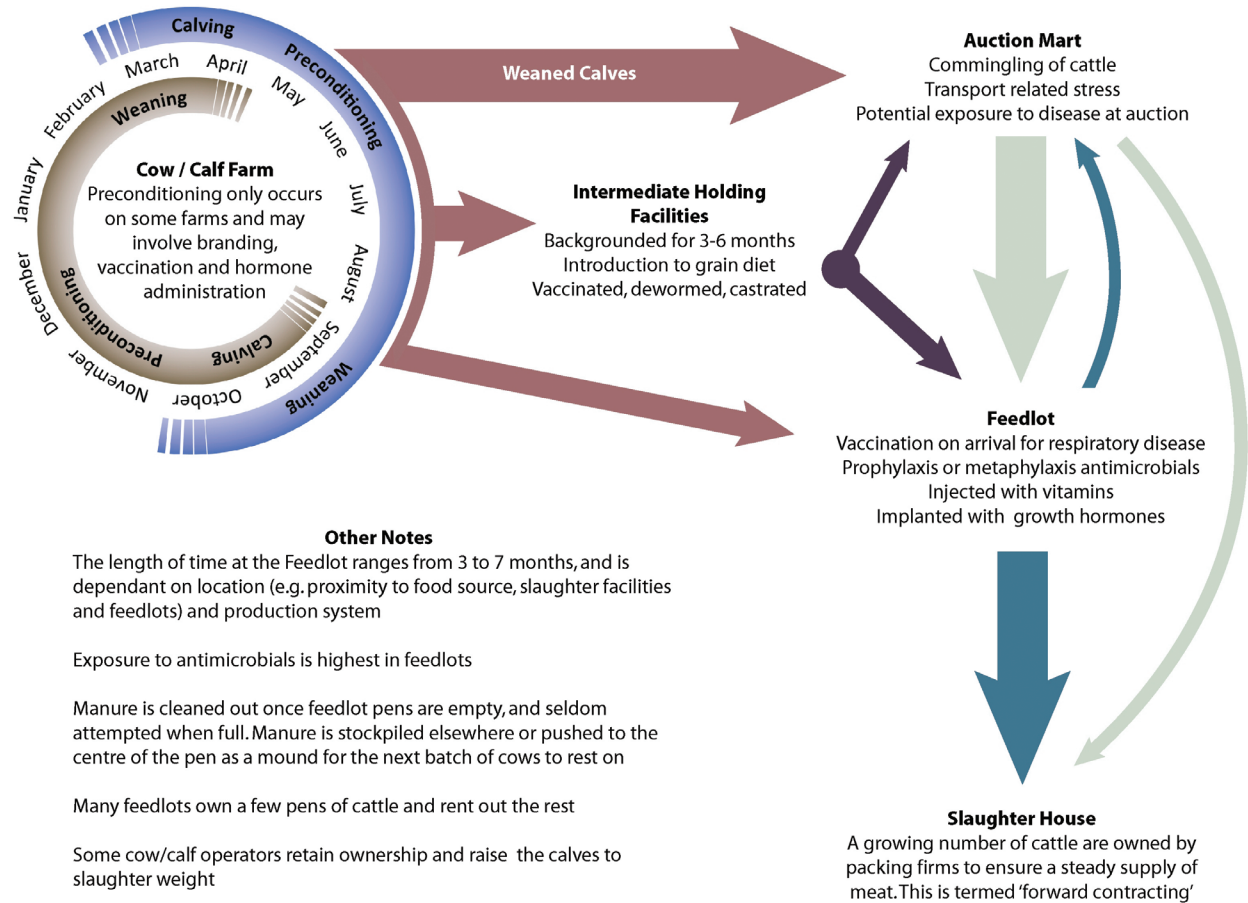 Calving
Preconditioning
Weaning
January
February
March
April
May
June
July
August
September
October
November
December
Weaning
Preconditioning
Calving
Cow / Calf Farm
Preconditioning only occurs
on some farms and may
involve branding,
vaccination and hormone
administration
Weaned Calves
Auction Mart
Commingling of cattle
Transport related stress
Potential exposure to disease at auction
Intermediate Holding
Facilities
Backgrounded for 3-6 months
Introduction to grain diet
Vaccinated, dewormed, castrated
Feedlot
Vaccination on arrival for respiratory disease
Prophylaxis or metaphylaxis antimicrobials
Injected with vitamins
Implanted with growth hormones
Other Notes
The length of time at the Feedlot ranges from 3 to 7 months, and is
dependant on location (e.g. proximity to food source, slaughter facilities
and feedlots) and production system
Exposure to antimicrobials is highest in feedlots
Manure is cleaned out once feedlot pens are empty, and seldom
attempted when full. Manure is stockpiled elsewhere or pushed to the
centre of the pen as a mound for the next batch of cows to rest on
Many feedlots own a few pens of cattle and rent out the rest
Some cow/calf operators retain ownership and raise the calves to
slaughter weight
Slaughter House
A growing number of cattle are owned by
packing firms to ensure a steady supply of
meat. This is termed ‘forward contracting’